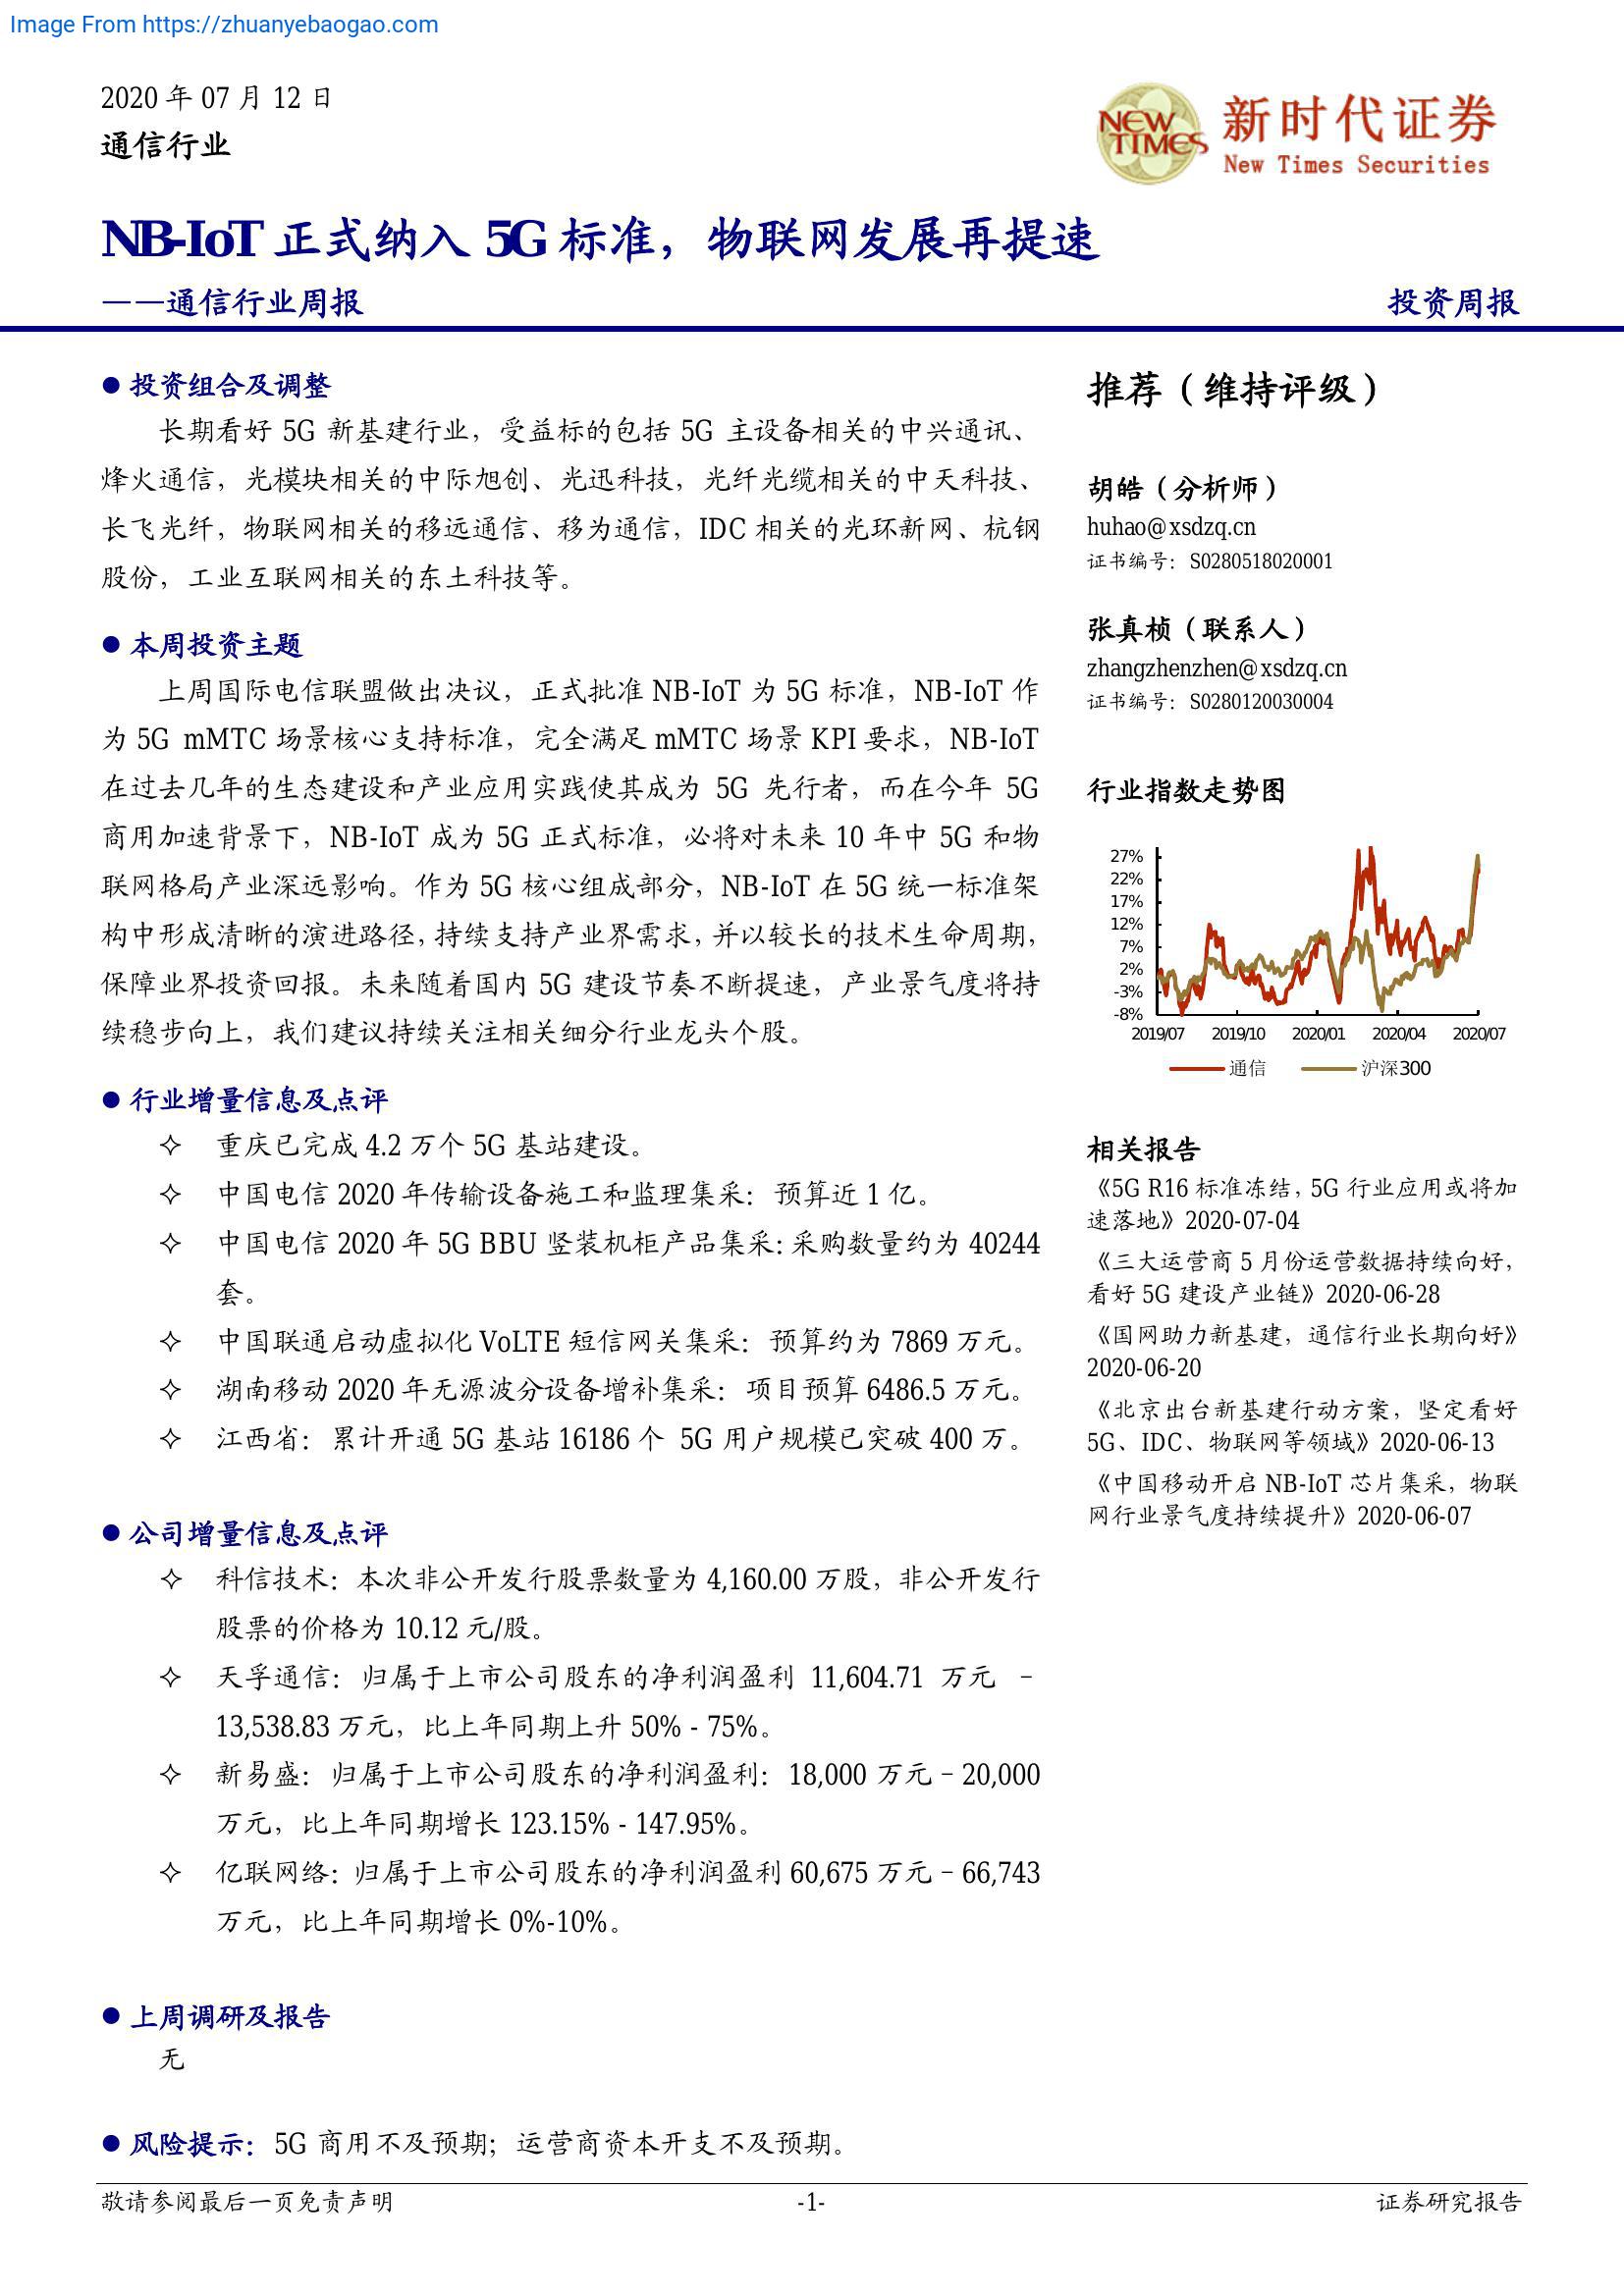 Image From https://zhuanyebaogao.com
2020 年 07 月 12 日
通信行业
NEW TIMES
新时代证券
New Times Securities
NB-IoT 正式纳入 5G 标准，物联网发展再提速
——通信行业周报
投资周报
● 投资组合及调整
长期看好 5G 新基建行业，受益标的包括 5G 主设备相关的中兴通讯、
烽火通信，光模块相关的中际旭创、光迅科技，光纤光缆相关的中天科技、
长飞光纤，物联网相关的移远通信、移为通信，IDC 相关的光环新网、杭钢
股份，工业互联网相关的东土科技等。
● 本周投资主题
上周国际电信联盟做出决议，正式批准 NB-IoT 为 5G 标准，NB-IoT 作
为 5G mMTC 场景核心支持标准，完全满足 mMTC 场景 KPI 要求，NB-IoT
在过去几年的生态建设和产业应用实践使其成为 5G 先行者，而在今年 5G
商用加速背景下，NB-IoT 成为 5G 正式标准，必将对未来 10 年中 5G 和物
联网格局产业深远影响。作为 5G 核心组成部分，NB-IoT 在 5G 统一标准架
构中形成清晰的演进路径，持续支持产业界需求，并以较长的技术生命周期，
保障业界投资回报。未来随着国内 5G 建设节奏不断提速，产业景气度将持
续稳步向上，我们建议持续关注相关细分行业龙头个股。
● 行业增量信息及点评
✧ 重庆已完成 4.2 万个 5G 基站建设。
✧ 中国电信 2020 年传输设备施工和监理集采：预算近 1 亿。
✧ 中国电信 2020 年 5G BBU 竖装机柜产品集采：采购数量约为 40244
套。
✧ 中国联通启动虚拟化 VoLTE 短信网关集采：预算约为 7869 万元。
✧ 湖南移动 2020 年无源波分设备增补集采：项目预算 6486.5 万元。
✧ 江西省：累计开通 5G 基站 16186 个 5G 用户规模已突破 400 万。
● 公司增量信息及点评
✧ 科信技术：本次非公开发行股票数量为 4,160.00 万股，非公开发行
股票的价格为 10.12 元/股。
✧ 天孚通信：归属于上市公司股东的净利润盈利 11,604.71 万元 –
13,538.83 万元，比上年同期上升 50% - 75%。
✧ 新易盛：归属于上市公司股东的净利润盈利：18,000 万元–20,000
万元，比上年同期增长 123.15% - 147.95%。
✧ 亿联网络：归属于上市公司股东的净利润盈利 60,675 万元–66,743
万元，比上年同期增长 0%-10%。
● 上周调研及报告
无
● 风险提示：5G 商用不及预期；运营商资本开支不及预期。
推荐（维持评级）
胡皓（分析师）
huhao@xsdzq.cn
证书编号：S0280518020001
张真桢（联系人）
zhangzhenzhen@xsdzq.cn
证书编号：S0280120030004
行业指数走势图
27%
22%
17%
12%
7%
2%
-3%
-8%
2019/07 2019/10 2020/01 2020/04 2020/07
通信 沪深300
相关报告
《5G R16 标准冻结，5G 行业应用或将加
速落地》2020-07-04
《三大运营商 5 月份运营数据持续向好，
看好 5G 建设产业链》2020-06-28
《国网助力新基建，通信行业长期向好》
2020-06-20
《北京出台新基建行动方案，坚定看好
5G、IDC、物联网等领域》2020-06-13
《中国移动开启 NB-IoT 芯片集采，物联
网行业景气度持续提升》2020-06-07
敬请参阅最后一页免责声明
-1-
证券研究报告